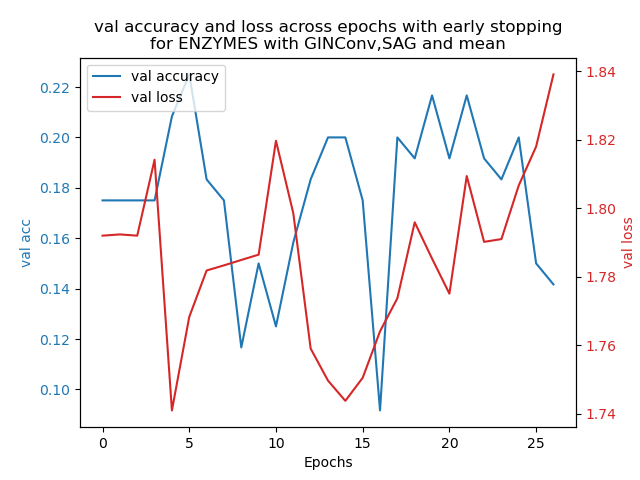 val accuracy and loss across epochs with early stopping
for ENZYMES with GINConv,SAG and mean
val accuracy
val loss
0.22
0.20
0.18
0.16
0.14
0.12
0.10
val acc
1.84
1.82
1.80
1.78
1.76
1.74
val loss
0
5
10
15
20
25
Epochs